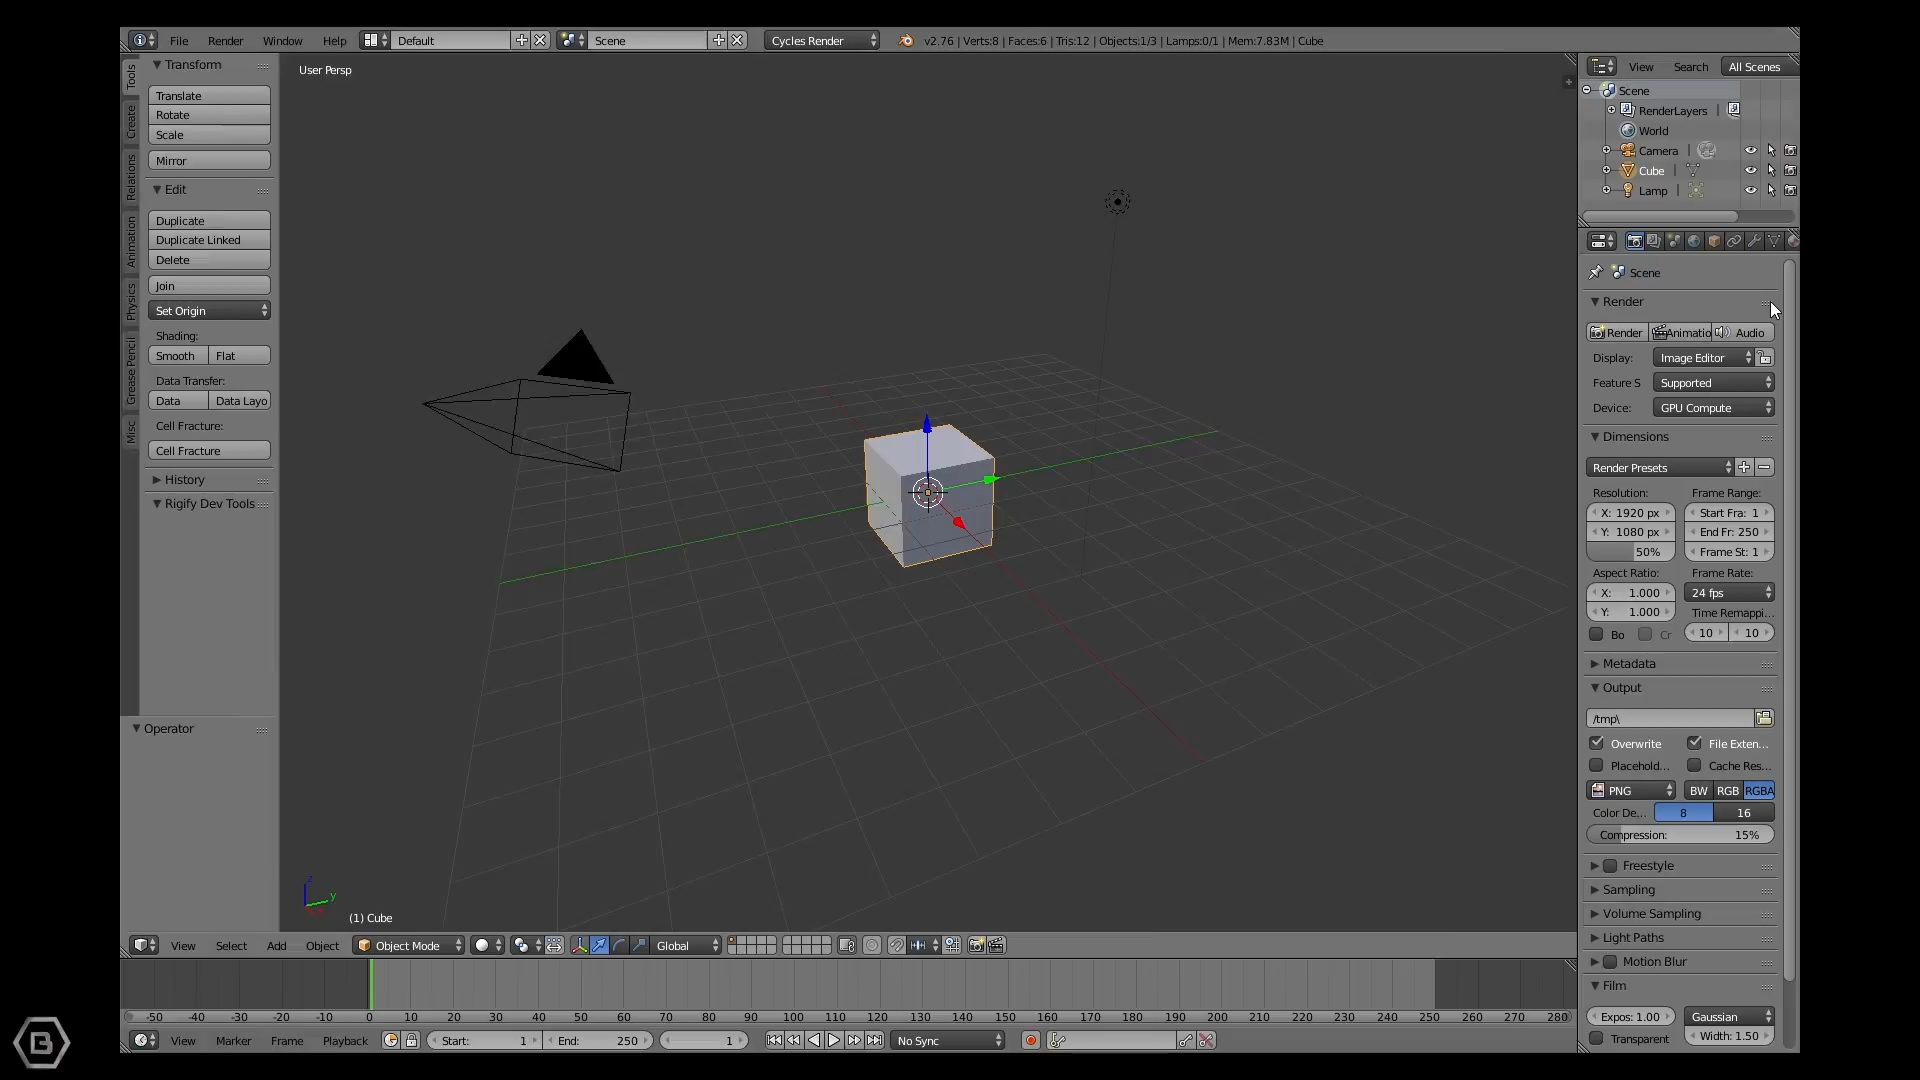 File Render Window Help Default Scene Cycles Render v2.76 | Verts:8 | Faces:6 | Tris:12 | Objects:1/3 | Lamps:0/1 | Mem:7.83M | Cube
Tools
Create
Relations
Animation
Physics
Grease Pencil
Misc
Transform
Translate
Rotate
Scale
Mirror
Edit
Duplicate
Duplicate Linked
Delete
Join
Set Origin
Shading:
Smooth Flat
Data Transfer:
Data Data Layo
Cell Fracture:
Cell Fracture
History
Rigify Dev Tools
Operator
User Persp
z
y
(1) Cube
View Search All Scenes
Scene
RenderLayers
World
Camera
Cube
Lamp
Scene
Render
Render Animatio Audio
Display: Image Editor
Feature S Supported
Device: GPU Compute
Dimensions
Render Presets
Resolution: Frame Range:
X: 1920 px Start Fra: 1
Y: 1080 px End Fr: 250
50% Frame St: 1
Aspect Ratio: Frame Rate:
X: 1.000 24 fps
Y: 1.000 Time Remappi...
Bo Cr 10 10
Metadata
Output
/tmp\
Overwrite File Exten...
Placehold... Cache Res...
PNG BW RGB RGBA
Color De... 8 16
Compression: 15%
Freestyle
Sampling
Volume Sampling
Light Paths
Motion Blur
Film
Expos: 1.00 Gaussian
Transparent Width: 1.50
View Select Add Object Object Mode Global
-50 -40 -30 -20 -10 0 10 20 30 40 50 60 70 80 90 100 110 120 130 140 150 160 170 180 190 200 210 220 230 240 250 260 270 280
View Marker Frame Playback Start: 1 End: 250 1 No Sync
B